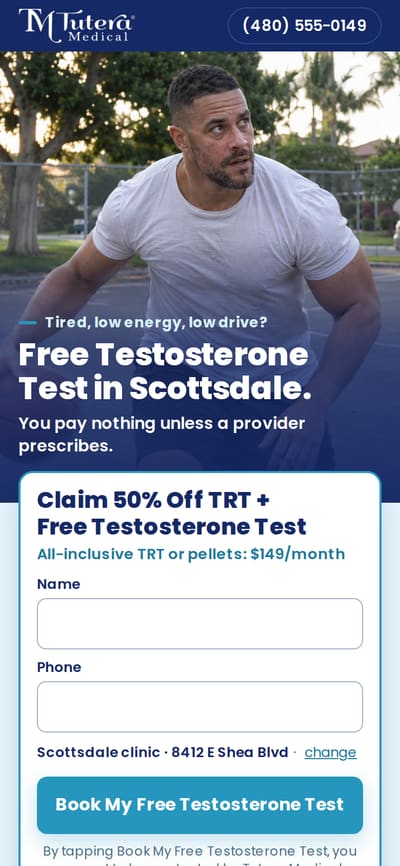 TM Tutera®
Medical
(480) 555-0149
Tired, low energy, low drive?
Free Testosterone
Test in Scottsdale.
You pay nothing unless a provider
prescribes.
Claim 50% Off TRT +
Free Testosterone Test
All-inclusive TRT or pellets: $149/month
Name
Phone
Scottsdale clinic · 8412 E Shea Blvd · change
Book My Free Testosterone Test
By tapping Book My Free Testosterone Test, you